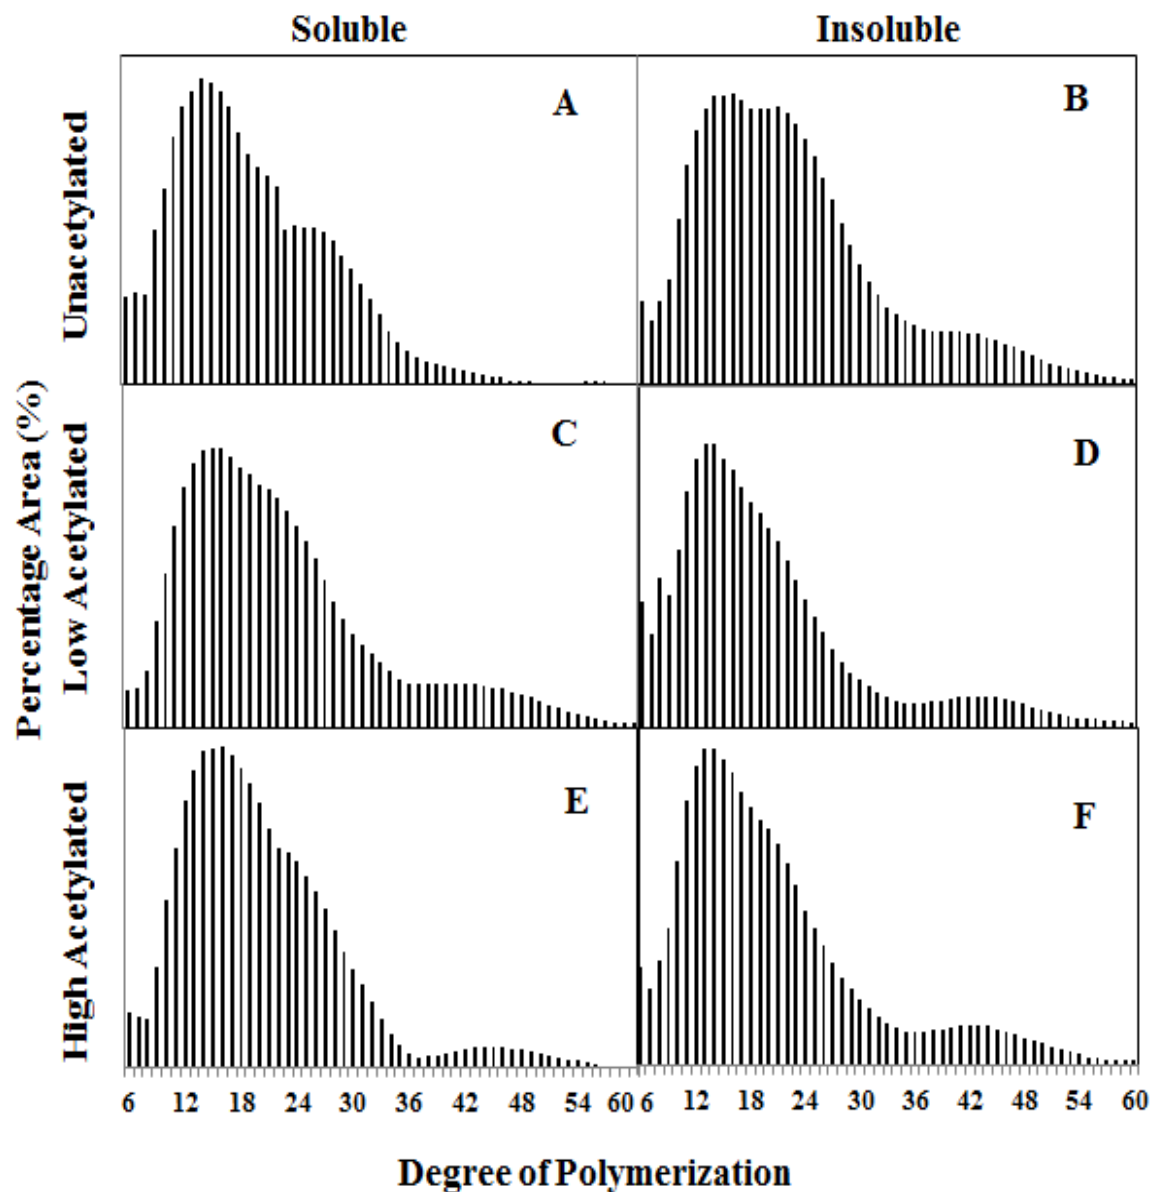 Soluble Insoluble
A B
C D
E F
Unacetylated
Low Acetylated
High Acetylated
Percentage Area (%)
6 12 18 24 30 36 42 48 54 60 6 12 18 24 30 36 42 48 54 60
Degree of Polymerization